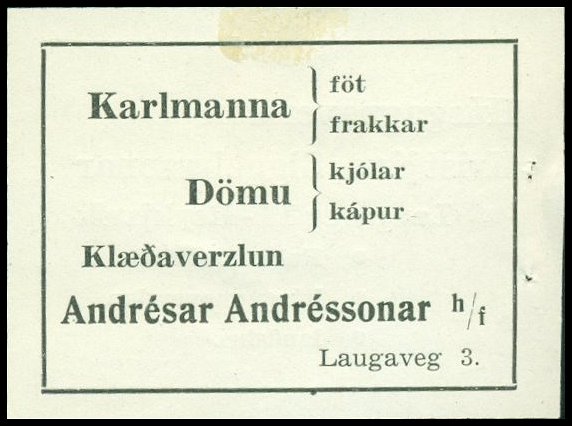 Karlmanna } föt
frakkar
Dömu } kjólar
kápur
Klæðaverzlun
Andrésar Andréssonar h/f
Laugaveg 3.